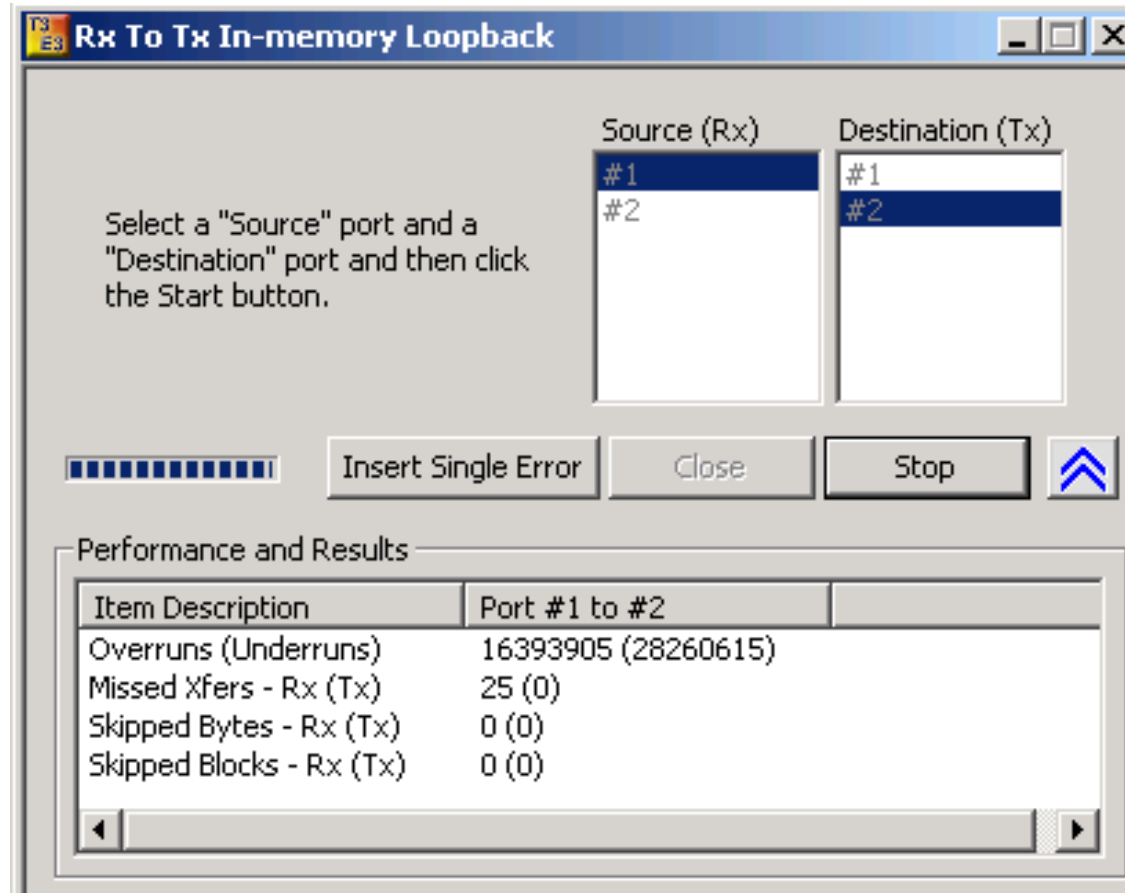 T3
E3
Rx To Tx In-memory Loopback
Source (Rx)
Destination (Tx)
#1
#2
#1
#2
Select a "Source" port and a
"Destination" port and then click
the Start button.
Insert Single Error
Close
Stop
Performance and Results
Item Description
Port #1 to #2
Overruns (Underruns)
16393905 (28260615)
Missed Xfers - Rx (Tx)
25 (0)
Skipped Bytes - Rx (Tx)
0 (0)
Skipped Blocks - Rx (Tx)
0 (0)